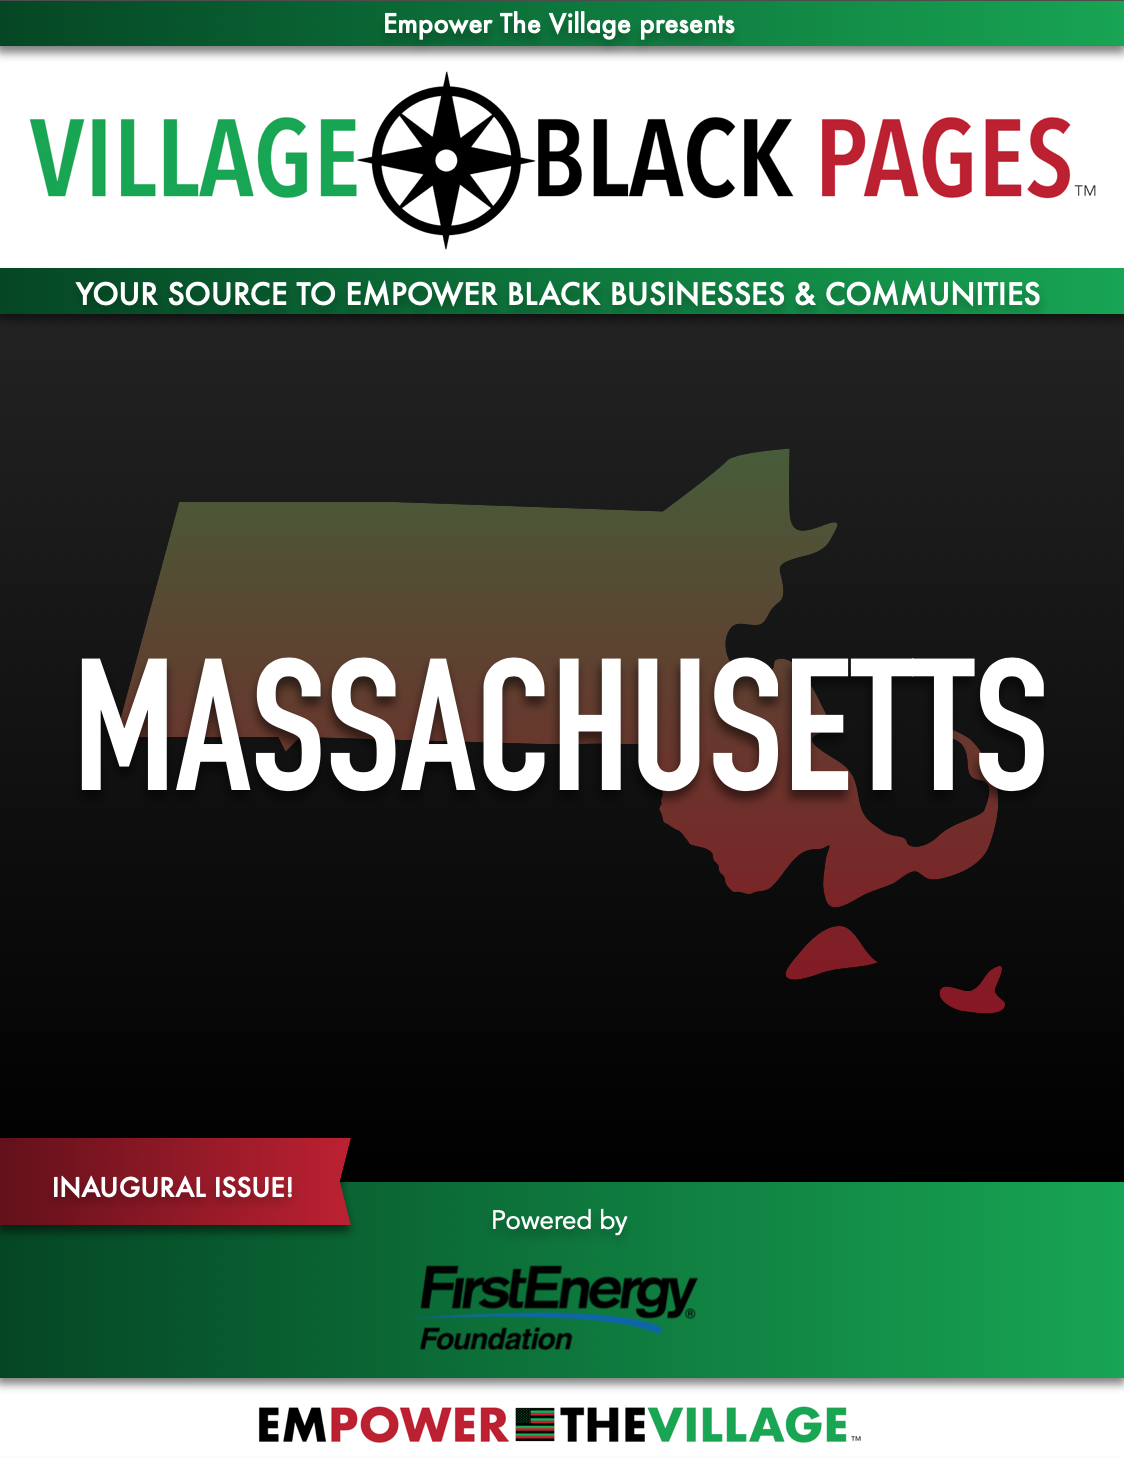 Empower The Village presents
VILLAGE BLACK PAGES™
YOUR SOURCE TO EMPOWER BLACK BUSINESSES & COMMUNITIES
MASSACHUSETTS
INAUGURAL ISSUE!
Powered by
FirstEnergy®
Foundation
EMPOWER THEVILLAGE™